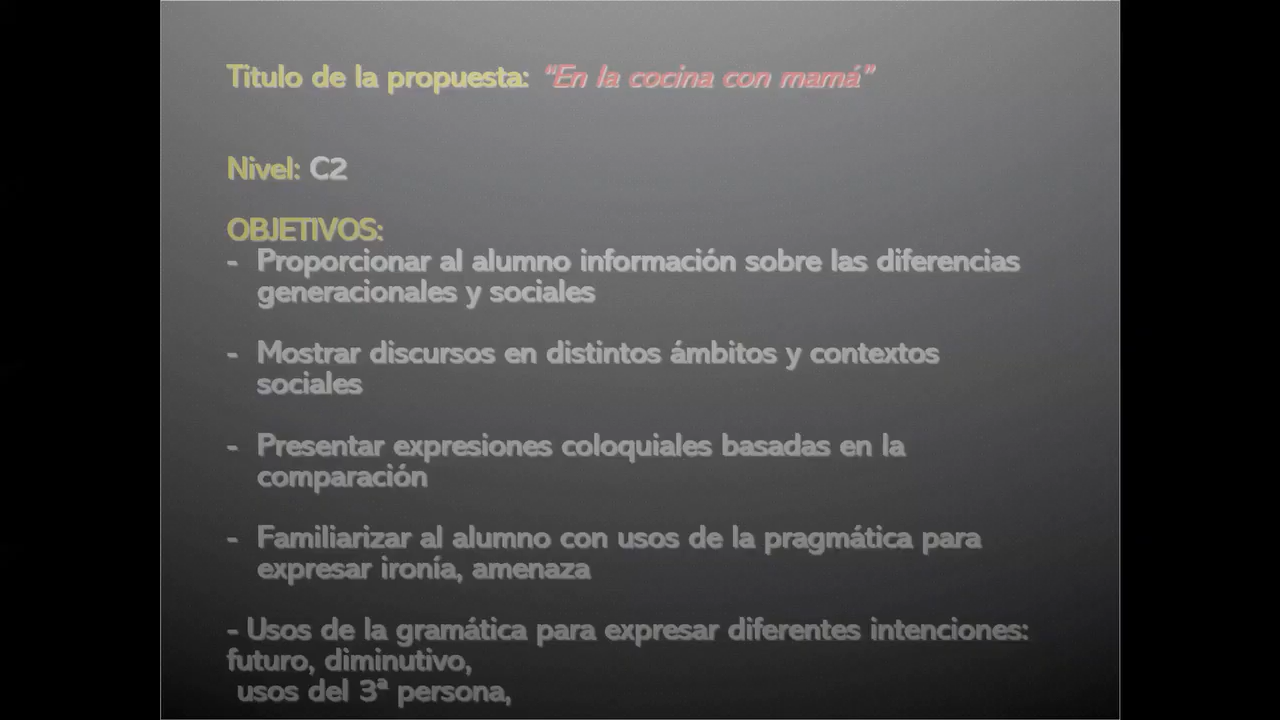 Titulo de la propuesta: “En la cocina con mamá”
Nivel: C2
OBJETIVOS:
- Proporcionar al alumno información sobre las diferencias
generacionales y sociales
- Mostrar discursos en distintos ámbitos y contextos
sociales
- Presentar expresiones coloquiales basadas en la
comparación
- Familiarizar al alumno con usos de la pragmática para
expresar ironía, amenaza
- Usos de la gramática para expresar diferentes intenciones:
futuro, diminutivo,
usos del 3ª persona,